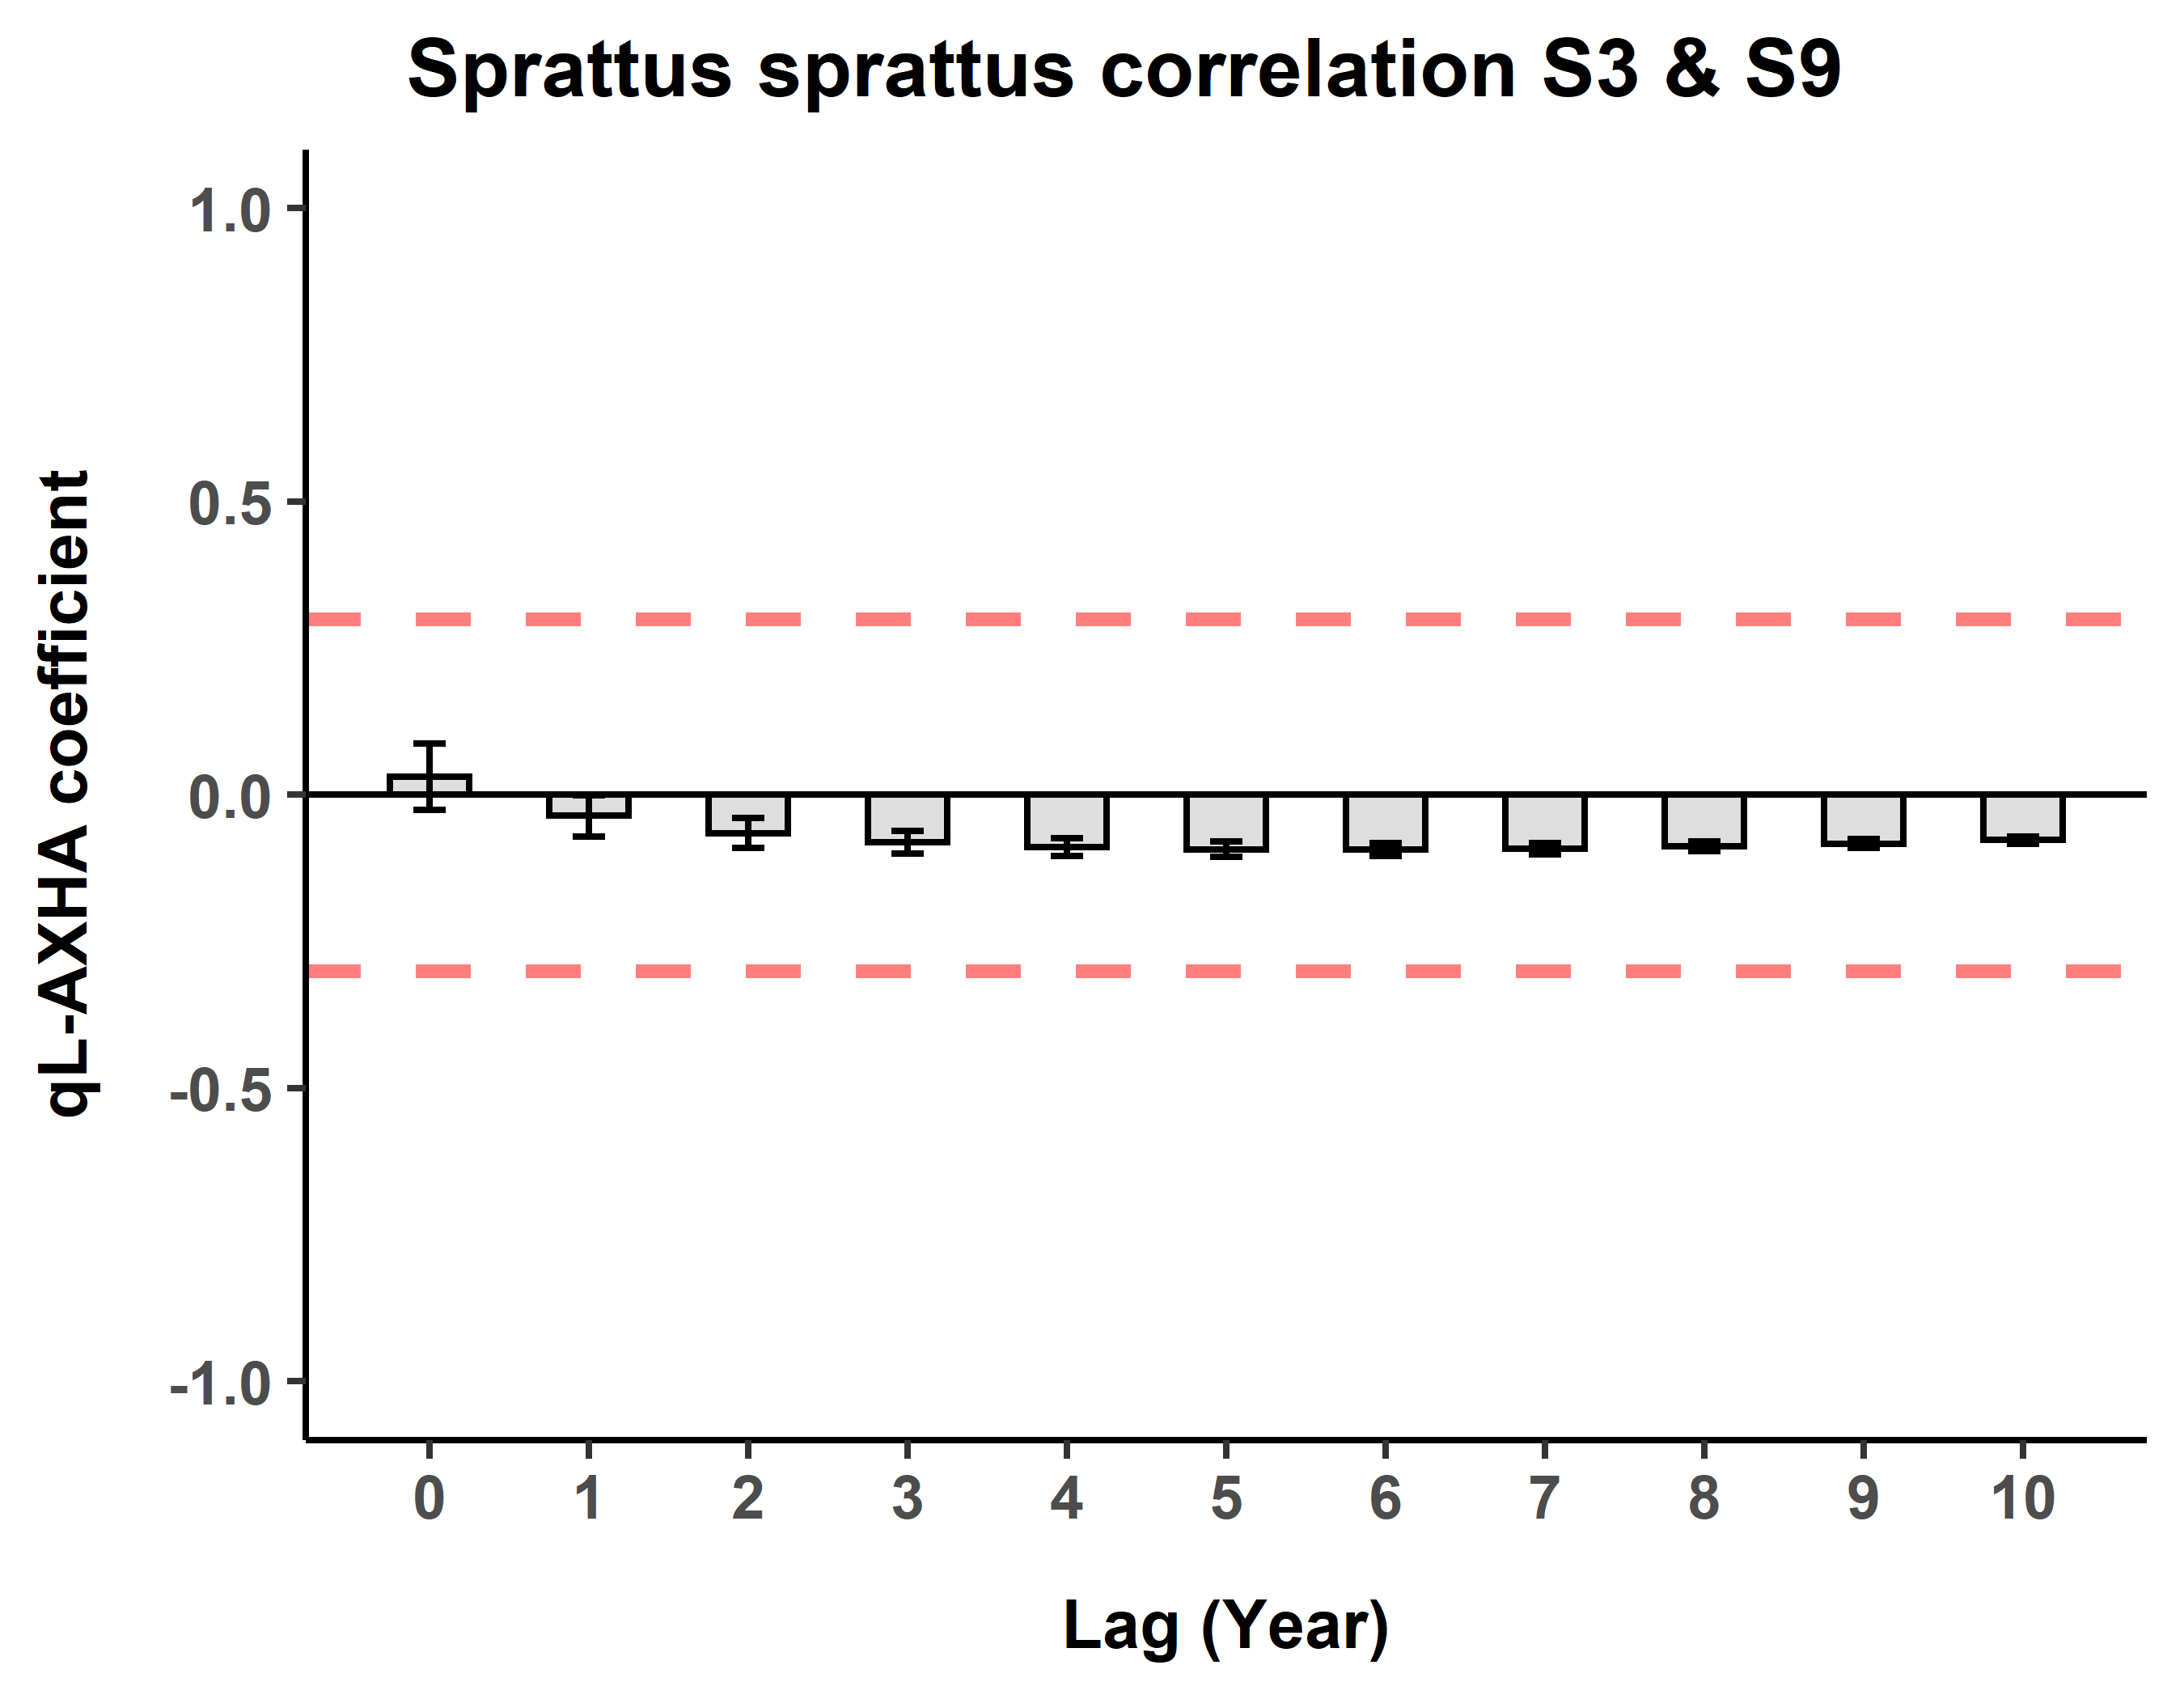 Sprattus sprattus correlation S3 & S9
qL-AXHA coefficient
1.0
0.5
0.0
-0.5
-1.0
0 1 2 3 4 5 6 7 8 9 10
Lag (Year)